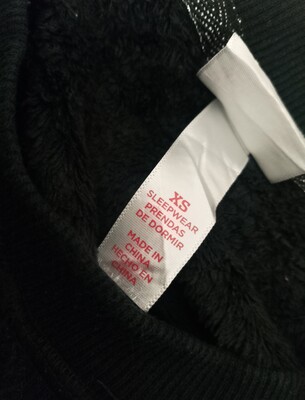 XS
SLEEPWEAR
PRENDAS
DE DORMIR
MADE IN
CHINA
HECHO EN
CHINA